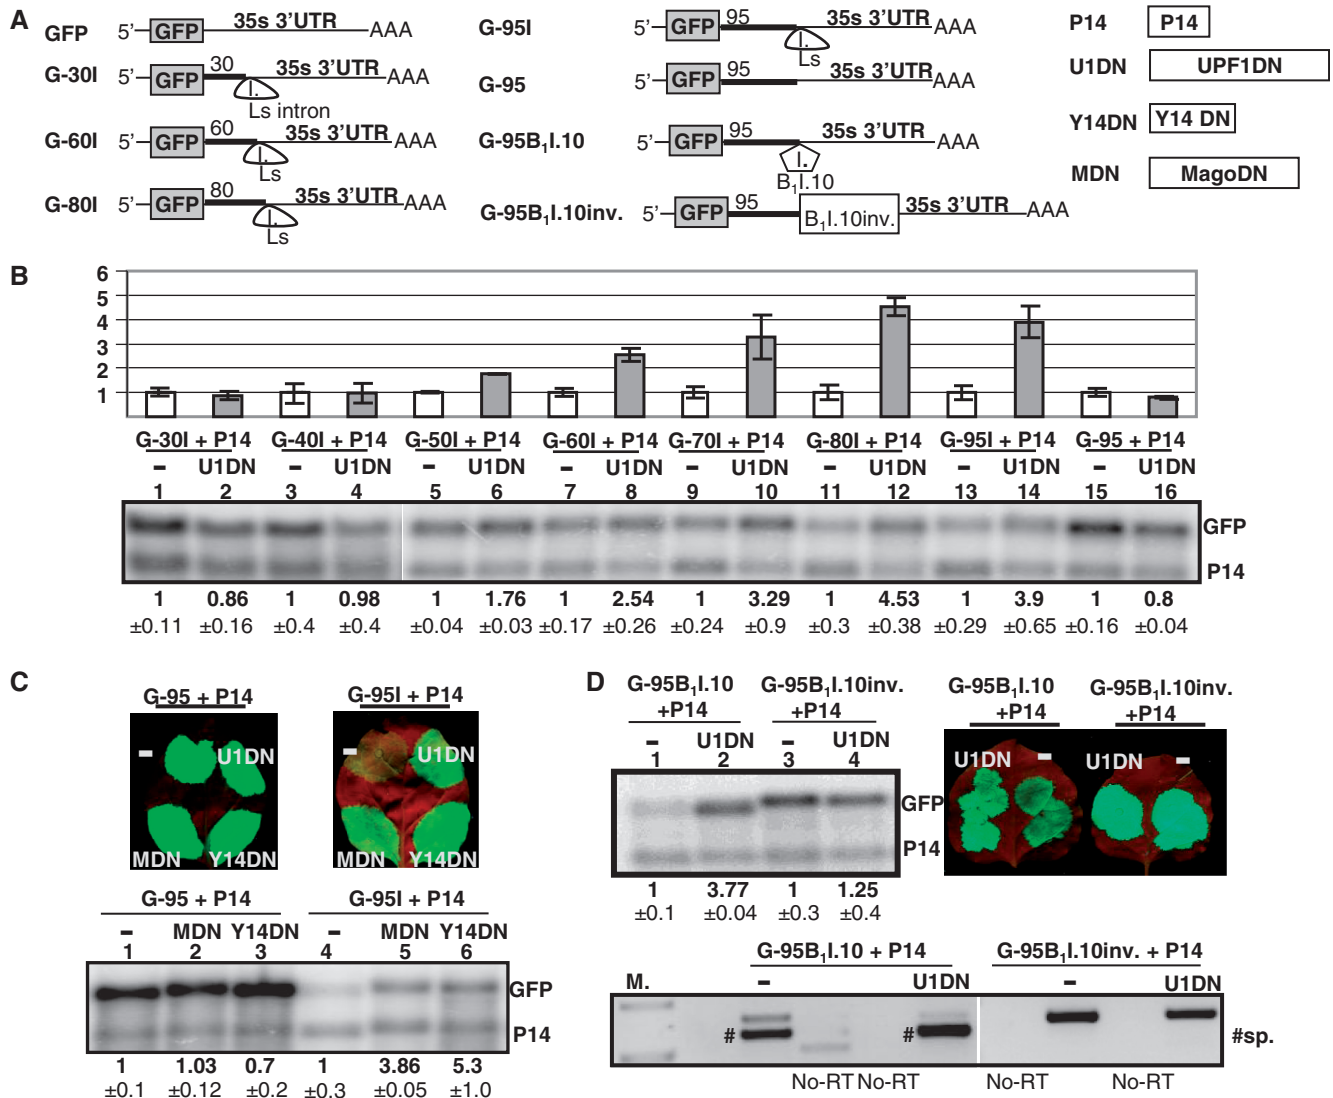 A
GFP 5’ GFP 35s 3’UTR AAA
G-30I 5’ GFP 30 I. 35s 3’UTR AAA
Ls intron
G-60I 5’ GFP 60 I. 35s 3’UTR AAA
Ls
G-80I 5’ GFP 80 I. 35s 3’UTR AAA
Ls
G-95I 5’ GFP 95 I. 35s 3’UTR AAA
Ls
G-95 5’ GFP 95 35s 3’UTR AAA
G-95B₁I.10 5’ GFP 95 I. 35s 3’UTR AAA
B₁I.10
G-95B₁I.10inv. 5’ GFP 95 B₁I.10inv. 35s 3’UTR AAA
P14 P14
U1DN UPF1DN
Y14DN Y14 DN
MDN MagoDN
B
6
5
4
3
2
1
G-30I + P14 G-40I + P14 G-50I + P14 G-60I + P14 G-70I + P14 G-80I + P14 G-95I + P14 G-95 + P14
– U1DN – U1DN – U1DN – U1DN – U1DN – U1DN – U1DN – U1DN
1 2 3 4 5 6 7 8 9 10 11 12 13 14 15 16
GFP
P14
1 0.86 1 0.98 1 1.76 1 2.54 1 3.29 1 4.53 1 3.9 1 0.8
±0.11 ±0.16 ±0.4 ±0.4 ±0.04 ±0.03 ±0.17 ±0.26 ±0.24 ±0.9 ±0.3 ±0.38 ±0.29 ±0.65 ±0.16 ±0.04
C
G-95 + P14 G-95I + P14
– U1DN – U1DN
MDN Y14DN MDN Y14DN
G-95 + P14 G-95I + P14
– MDN Y14DN – MDN Y14DN
1 2 3 4 5 6
GFP
P14
1 1.03 0.7 1 3.86 5.3
±0.1 ±0.12 ±0.2 ±0.3 ±0.05 ±1.0
D
G-95B₁I.10 G-95B₁I.10inv.
+P14 +P14
– U1DN – U1DN
1 2 3 4
GFP
P14
1 3.77 1 1.25
±0.1 ±0.04 ±0.3 ±0.4
G-95B₁I.10 G-95B₁I.10inv.
+P14 +P14
U1DN – U1DN –
G-95B₁I.10 + P14 G-95B₁I.10inv. + P14
M. – U1DN – U1DN
# # #sp.
No-RT No-RT No-RT No-RT